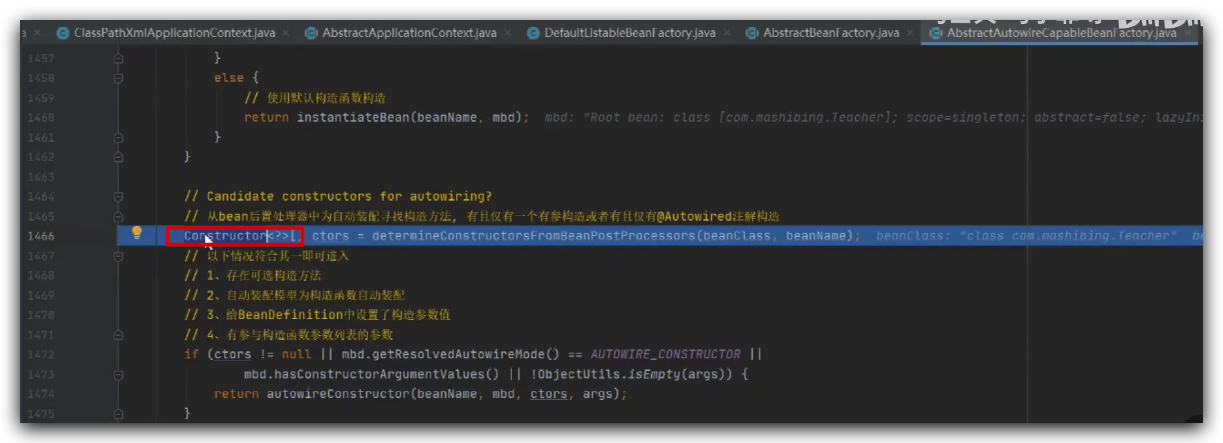 ClassPathXmlApplicationContext.java × AbstractApplicationContext.java × DefaultListableBeanFactory.java × AbstractBeanFactory.java × AbstractAutowireCapableBeanFactory.java ×
1457 }
1458 else {
1459 // 使用默认构造函数构造
1460 return instantiateBean(beanName, mbd); mbd: "Root bean: class [com.mashibing.Teacher]; scope=singleton; abstract=false; lazyIni
1461 }
1462 }
1463
1464 // Candidate constructors for autowiring?
1465 // 从bean后置处理器中为自动装配寻找构造方法, 有且仅有一个有参构造或者有且仅有@Autowired注解构造
1466 Constructor<?>[] ctors = determineConstructorsFromBeanPostProcessors(beanClass, beanName); beanClass: "class com.mashibing.Teacher" be
1467 // 以下情况符合其一即可进入
1468 // 1、存在可选构造方法
1469 // 2、自动装配模型为构造函数自动装配
1470 // 3、给BeanDefinition中设置了构造参数值
1471 // 4、有参与构造函数参数列表的参数
1472 if (ctors != null || mbd.getResolvedAutowireMode() == AUTOWIRE_CONSTRUCTOR ||
1473 mbd.hasConstructorArgumentValues() || !ObjectUtils.isEmpty(args)) {
1474 return autowireConstructor(beanName, mbd, ctors, args);
1475 }